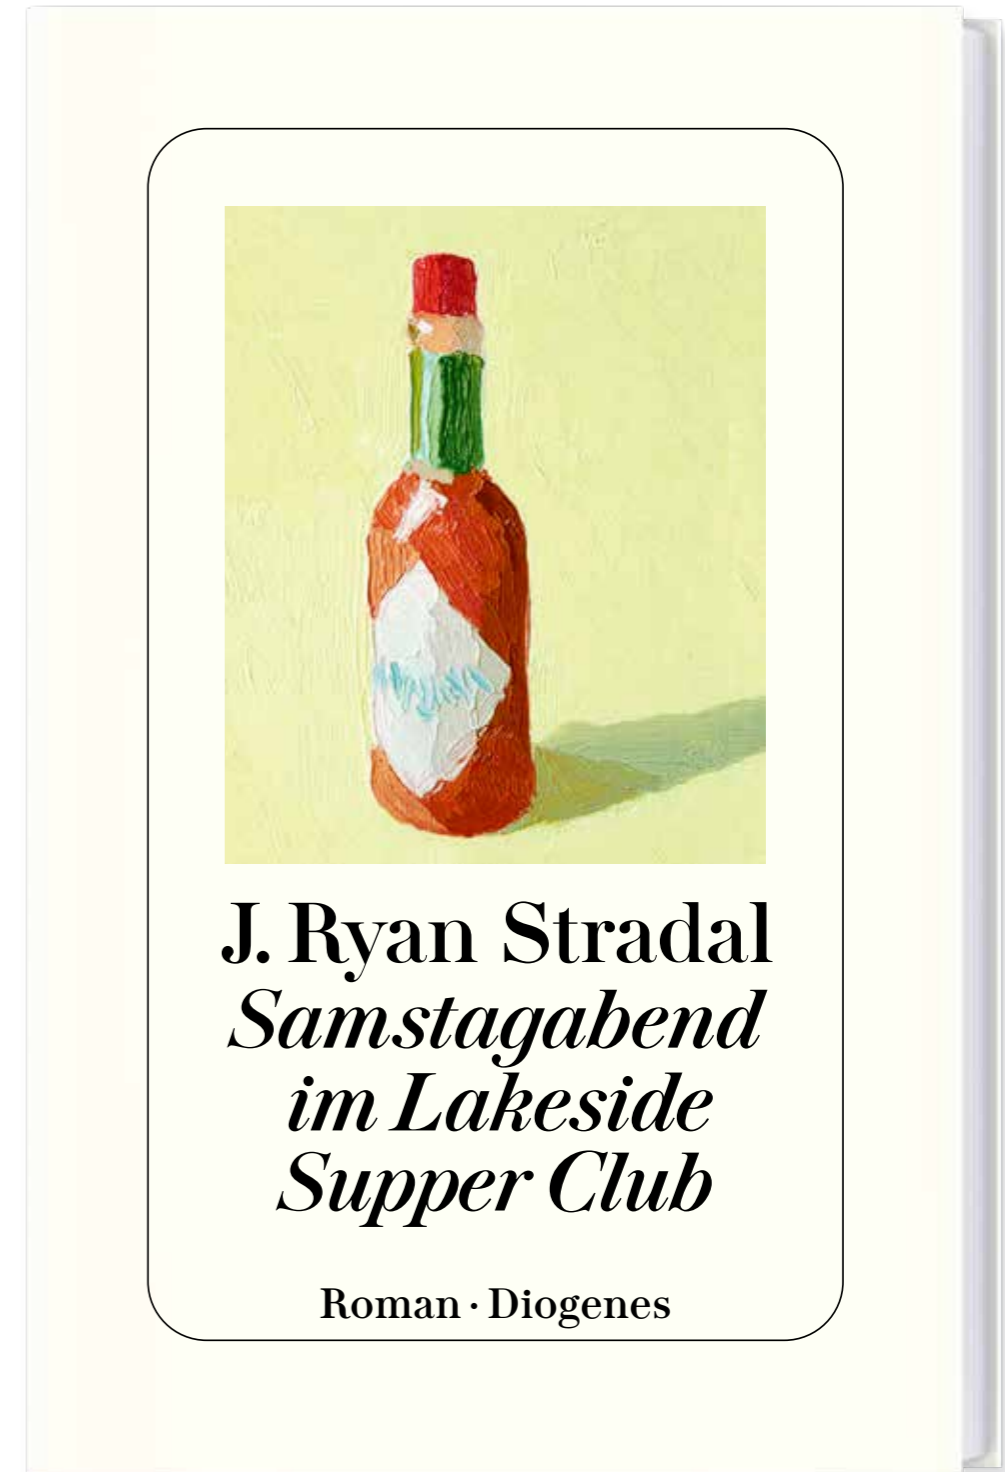 J. Ryan Stradal
Samstagabend
im Lakeside
Supper Club
Roman · Diogenes